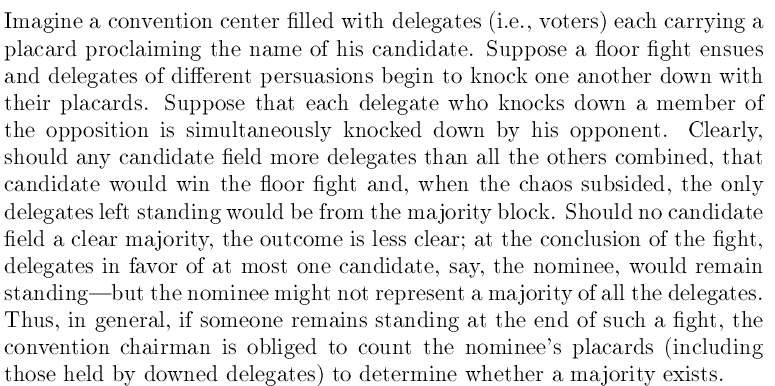 Imagine a convention center filled with delegates (i.e., voters) each carrying a
placard proclaiming the name of his candidate. Suppose a floor fight ensues
and delegates of different persuasions begin to knock one another down with
their placards. Suppose that each delegate who knocks down a member of
the opposition is simultaneously knocked down by his opponent. Clearly,
should any candidate field more delegates than all the others combined, that
candidate would win the floor fight and, when the chaos subsided, the only
delegates left standing would be from the majority block. Should no candidate
field a clear majority, the outcome is less clear; at the conclusion of the fight,
delegates in favor of at most one candidate, say, the nominee, would remain
standing—but the nominee might not represent a majority of all the delegates.
Thus, in general, if someone remains standing at the end of such a fight, the
convention chairman is obliged to count the nominee's placards (including
those held by downed delegates) to determine whether a majority exists.